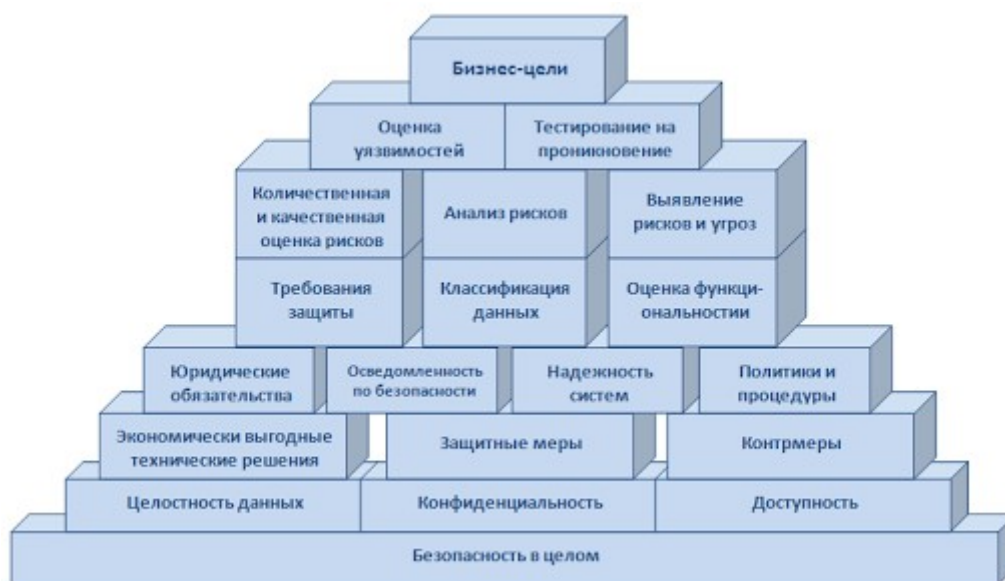 Бизнес-цели
Оценка
уязвимостей
Тестирование на
проникновение
Количественная
и качественная
оценка рисков
Анализ рисков
Выявление
рисков и угроз
Требования
защиты
Классификация
данных
Оценка функци-
ональностии
Юридические
обязательства
Осведомленность
по безопасности
Надежность
систем
Политики и
процедуры
Экономически выгодные
технические решения
Защитные меры
Контрмеры
Целостность данных
Конфиденциальность
Доступность
Безопасность в целом